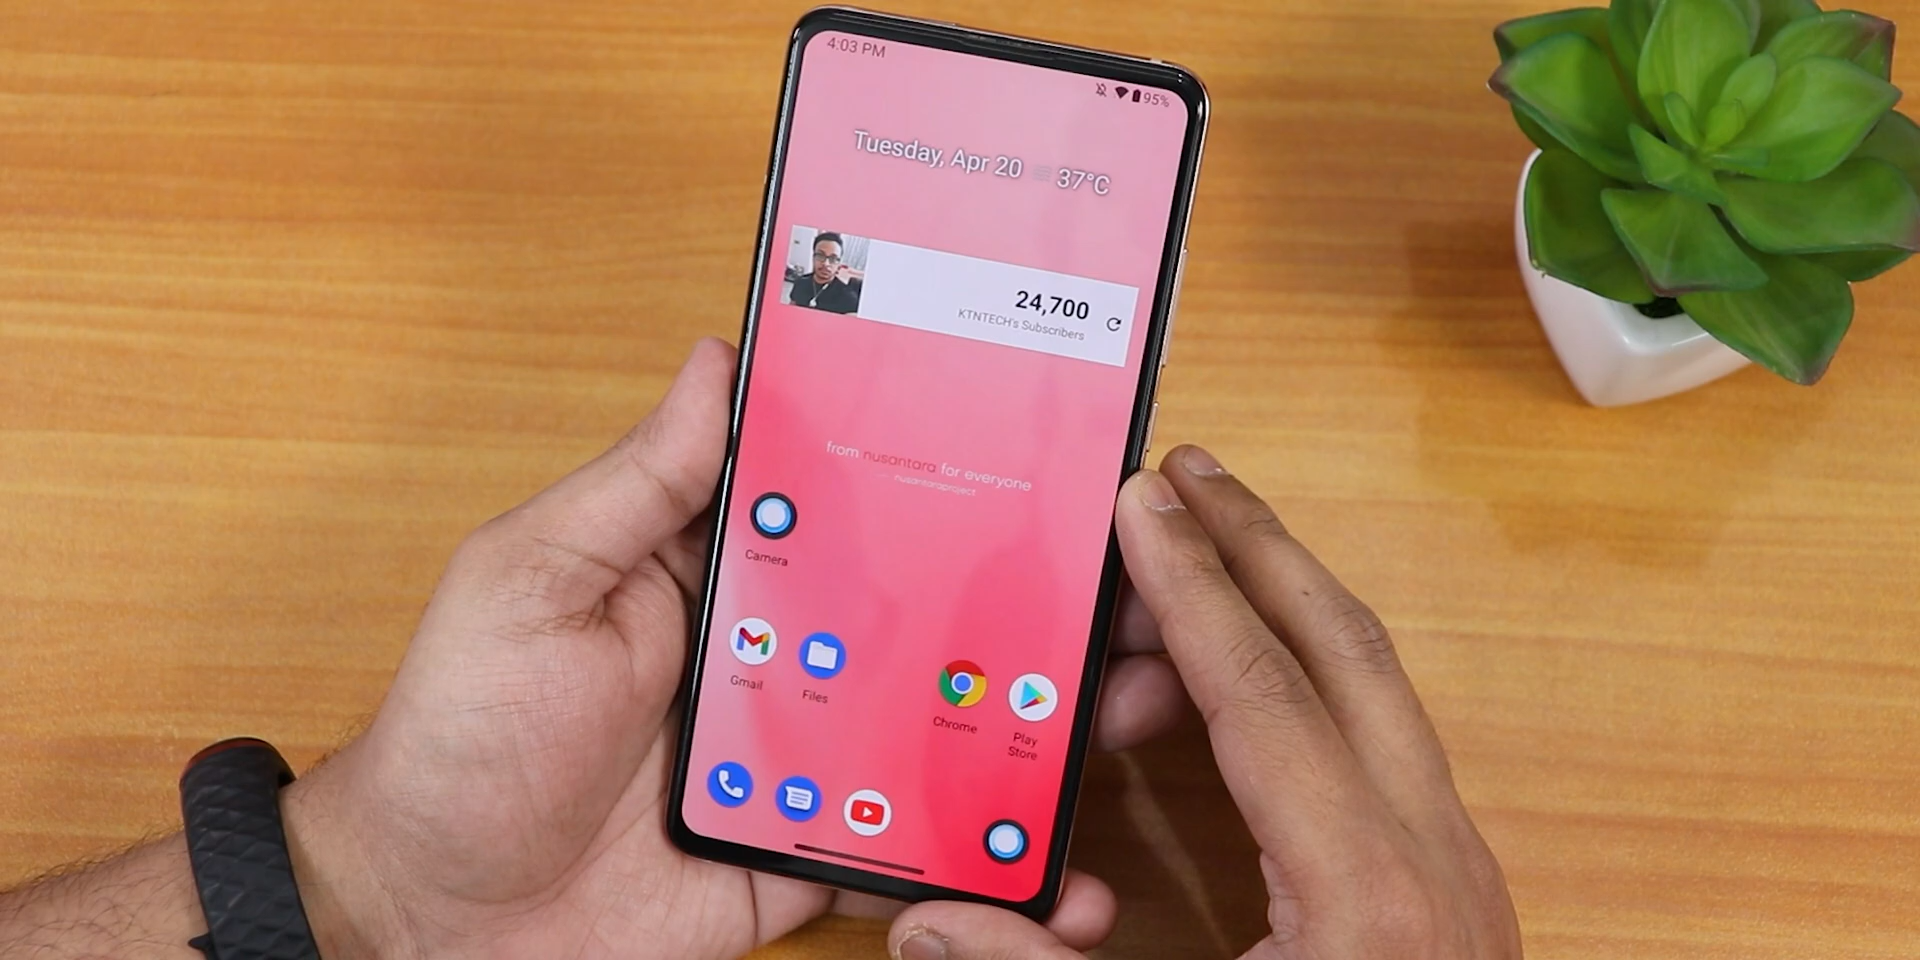 4:03 PM
95%
Tuesday, Apr 20 37°C
24,700
KTNTECH's Subscribers
from nusantara for everyone
nusantaraproject
Camera
Gmail
Files
Chrome
Play
Store